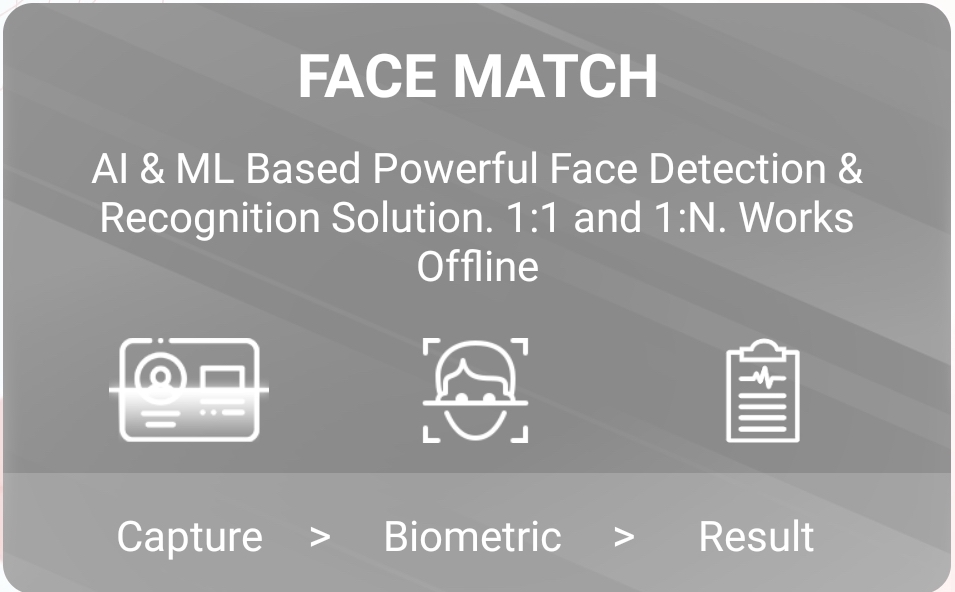 FACE MATCH
AI & ML Based Powerful Face Detection &
Recognition Solution. 1:1 and 1:N. Works
Offline
Capture > Biometric > Result